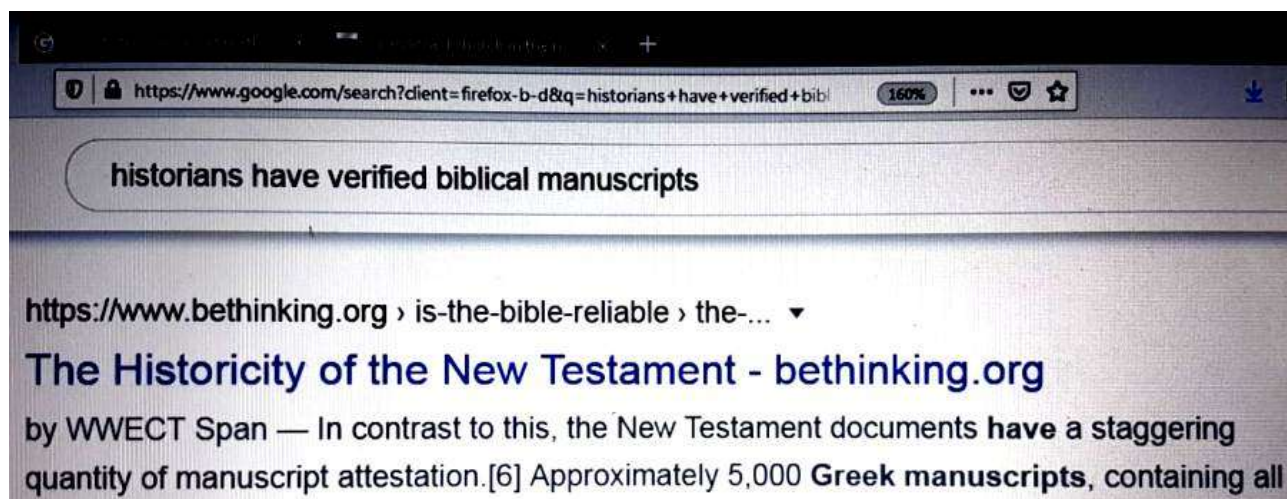 https://www.google.com/search?client=firefox-b-d&q=historians+have+verified+bibl 160%
historians have verified biblical manuscripts
https://www.bethinking.org › is-the-bible-reliable › the-...
The Historicity of the New Testament - bethinking.org
by WWECT Span — In contrast to this, the New Testament documents have a staggering
quantity of manuscript attestation.[6] Approximately 5,000 Greek manuscripts, containing all